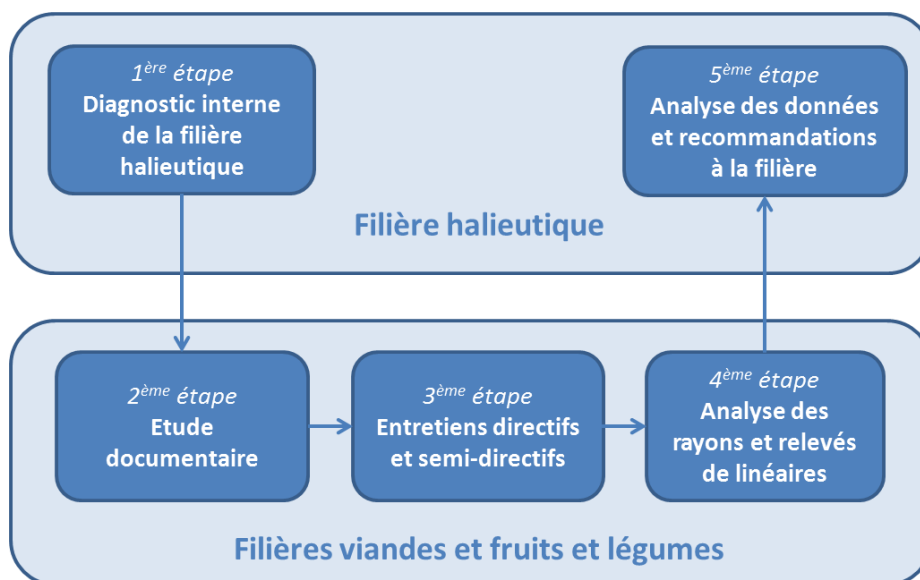 1ère étape
Diagnostic interne
de la filière
halieutique
5ème étape
Analyse des données
et recommandations
à la filière
Filière halieutique
2ème étape
Etude
documentaire
3ème étape
Entretiens directifs
et semi-directifs
4ème étape
Analyse des
rayons et relevés
de linéaires
Filières viandes et fruits et légumes